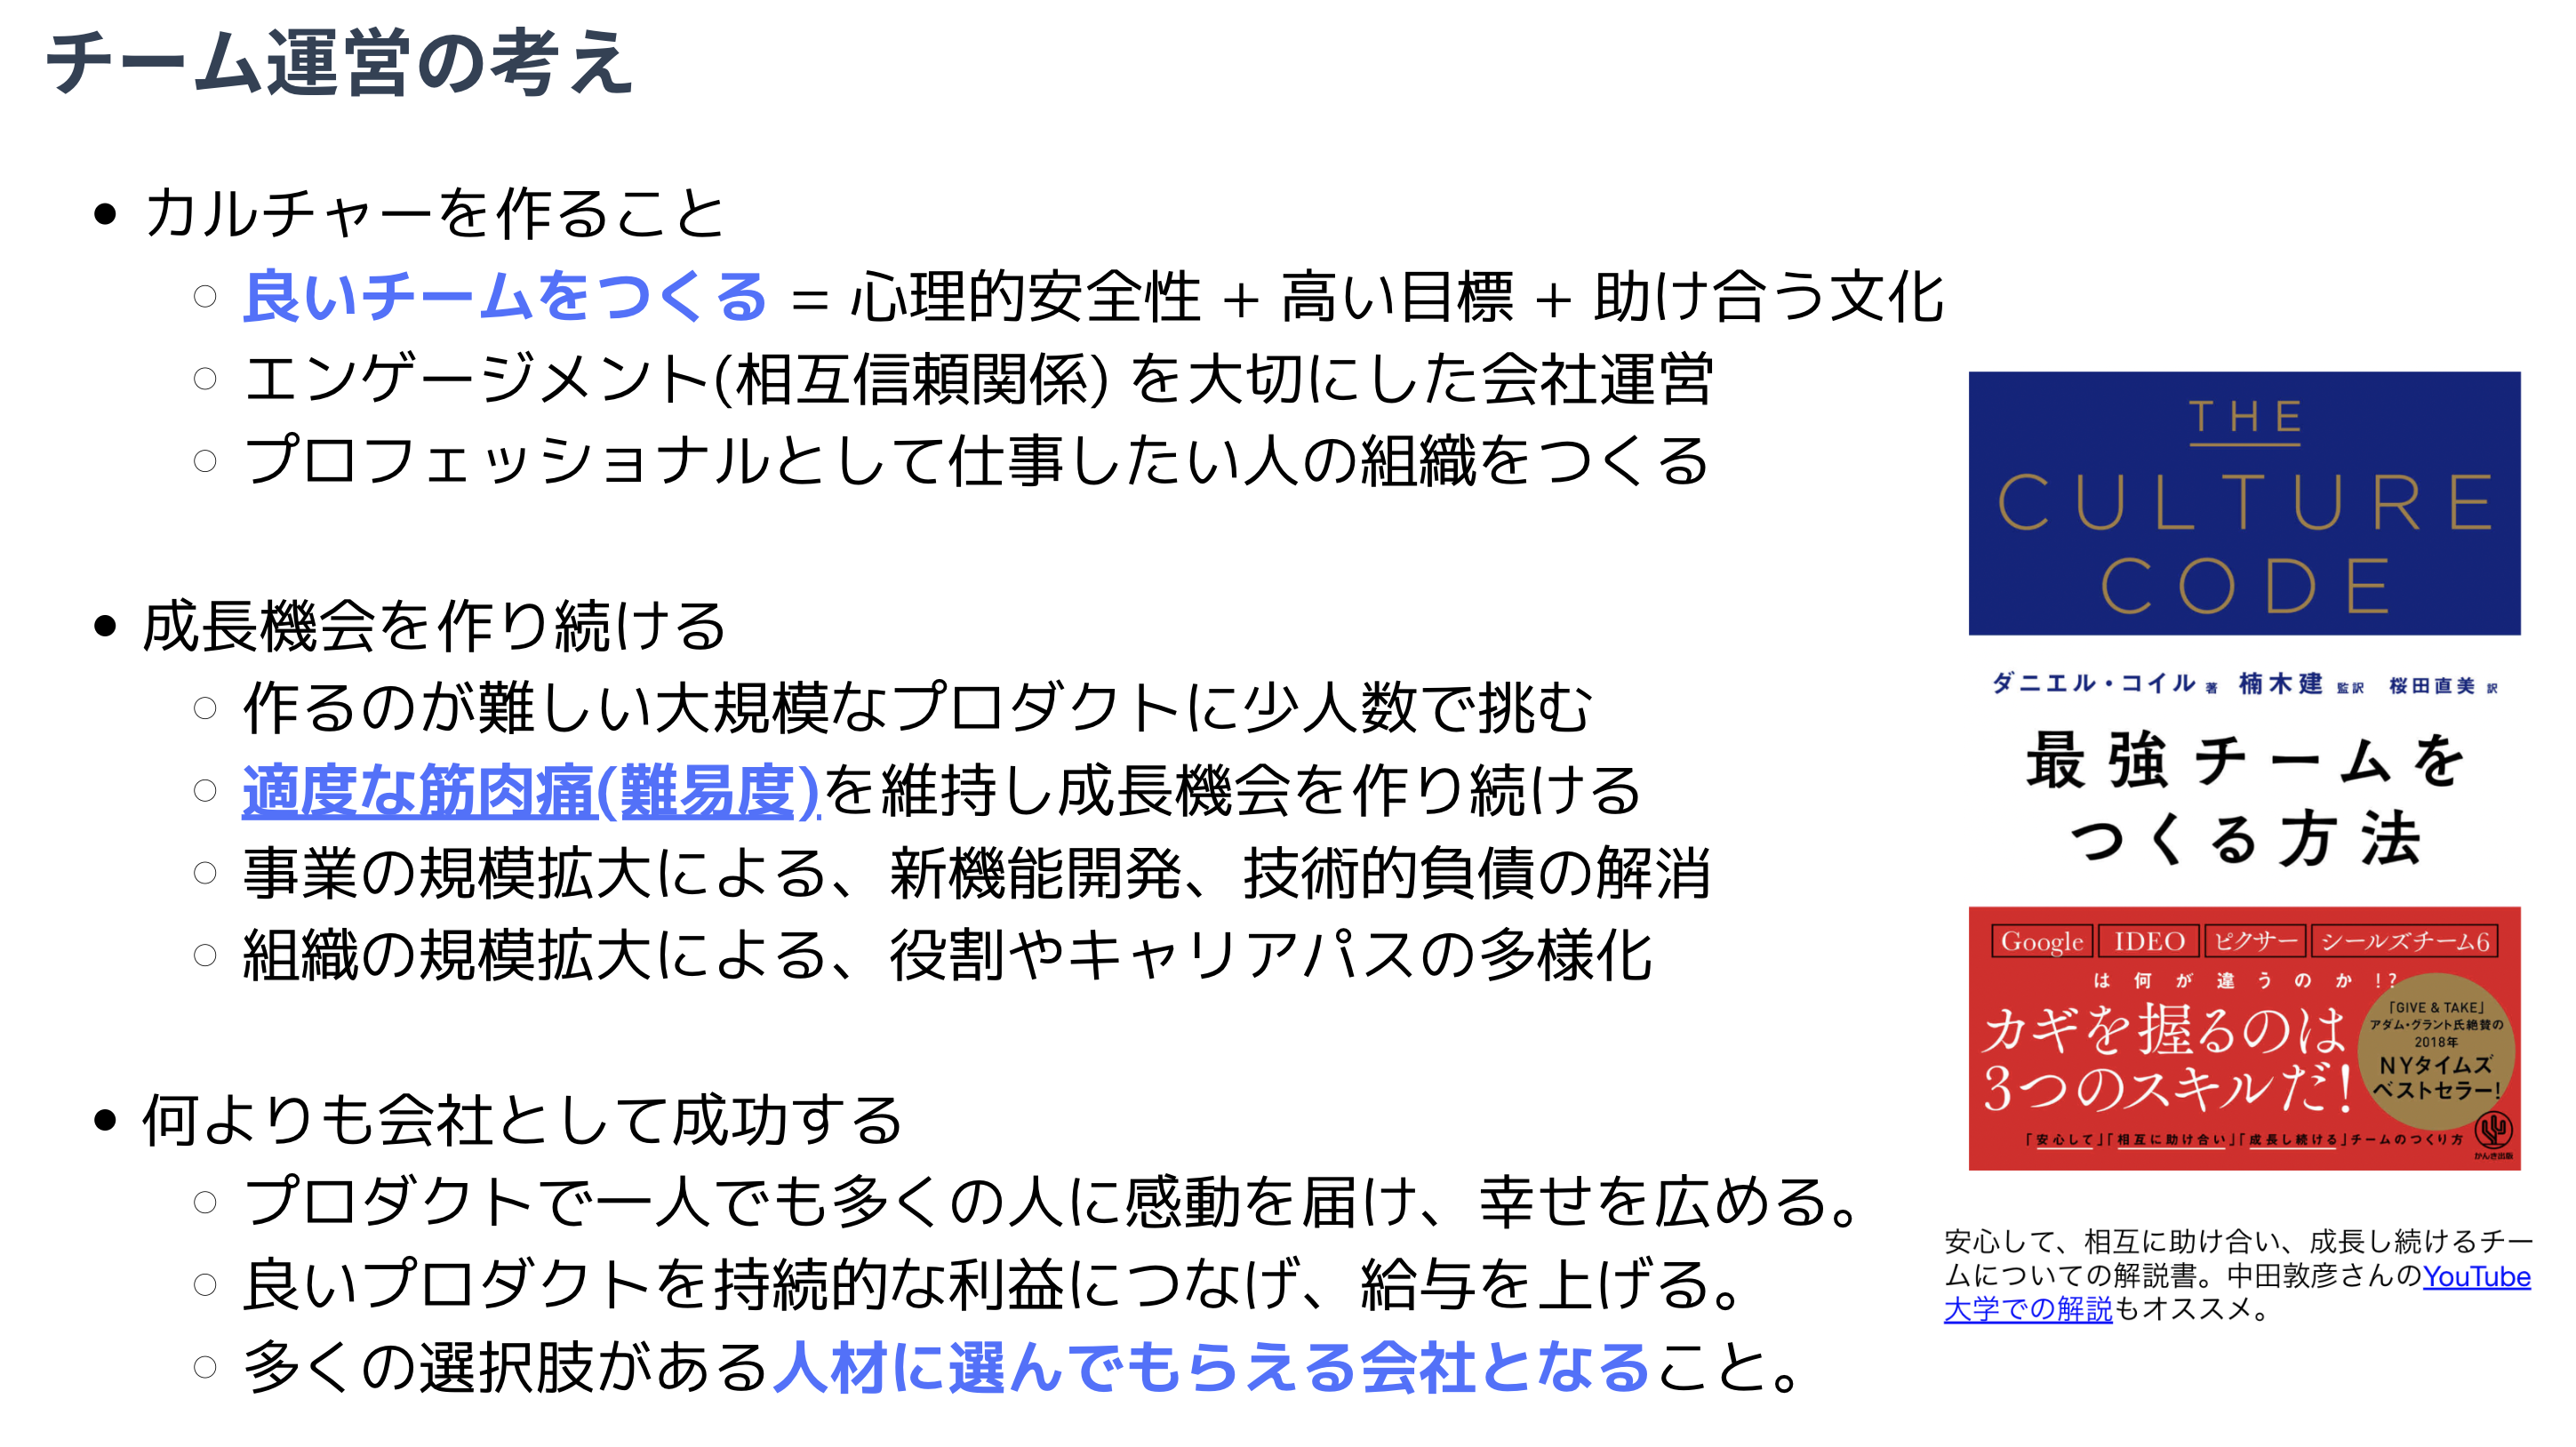 チーム運営の考え
● カルチャーを作ること
○ 良いチームをつくる = 心理的安全性 + 高い目標 + 助け合う文化
○ エンゲージメント(相互信頼関係) を大切にした会社運営
○ プロフェッショナルとして仕事したい人の組織をつくる
● 成長機会を作り続ける
○ 作るのが難しい大規模なプロダクトに少人数で挑む
○ 適度な筋肉痛(難易度)を維持し成長機会を作り続ける
○ 事業の規模拡大による、新機能開発、技術的負債の解消
○ 組織の規模拡大による、役割やキャリアパスの多様化
● 何よりも会社として成功する
○ プロダクトで一人でも多くの人に感動を届け、幸せを広める。
○ 良いプロダクトを持続的な利益につなげ、給与を上げる。
○ 多くの選択肢がある人材に選んでもらえる会社となること。
THE
CULTURE
CODE
ダニエル・コイル 著 楠木建 監訳 桜田直美 訳
最強チームを
つくる方法
Google IDEO ピクサー シールズチーム6
は何が違うのか!?
カギを握るのは
3つのスキルだ!
「GIVE & TAKE」
アダム・グラント氏絶賛の
2018年
NYタイムズ
ベストセラー!
「安心して」「相互に助け合い」「成長し続ける」チームのつくり方
かんき出版
安心して、相互に助け合い、成長し続けるチー
ムについての解説書。中田敦彦さんのYouTube
大学での解説もオススメ。